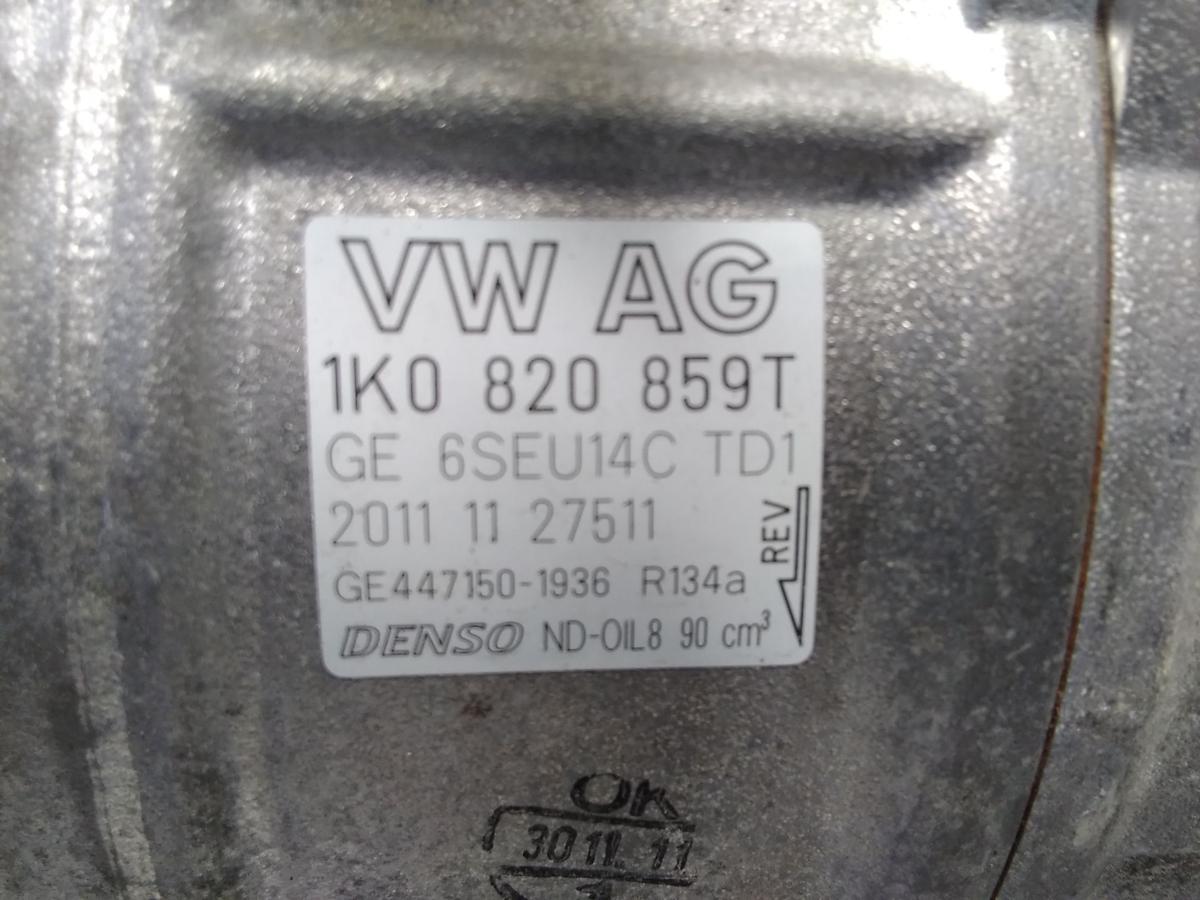 VW AG
1K0 820 859T
GE 6SEU14C TD1
2011 11 27511
REV
GE447150-1936 R134a
DENSO ND-OIL8 90 cm³
OK
30 11. 11
1